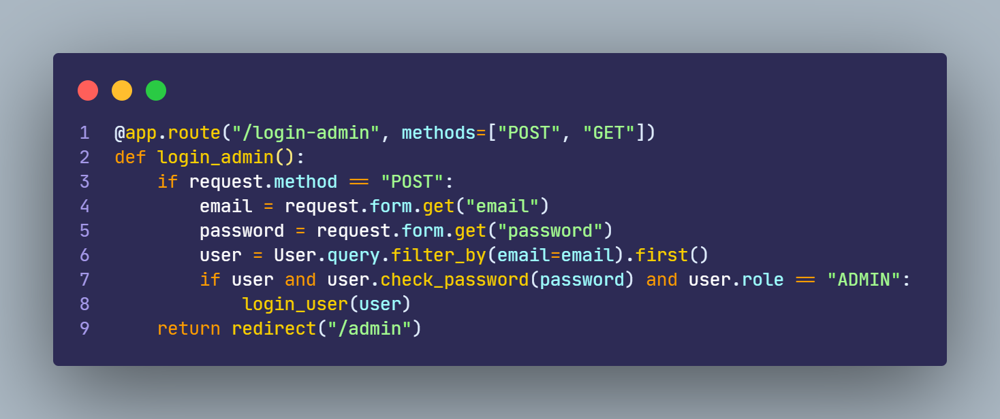 1 @app.route("/login-admin", methods=["POST", "GET"])
2 def login_admin():
3     if request.method == "POST":
4         email = request.form.get("email")
5         password = request.form.get("password")
6         user = User.query.filter_by(email=email).first()
7         if user and user.check_password(password) and user.role == "ADMIN":
8             login_user(user)
9     return redirect("/admin")